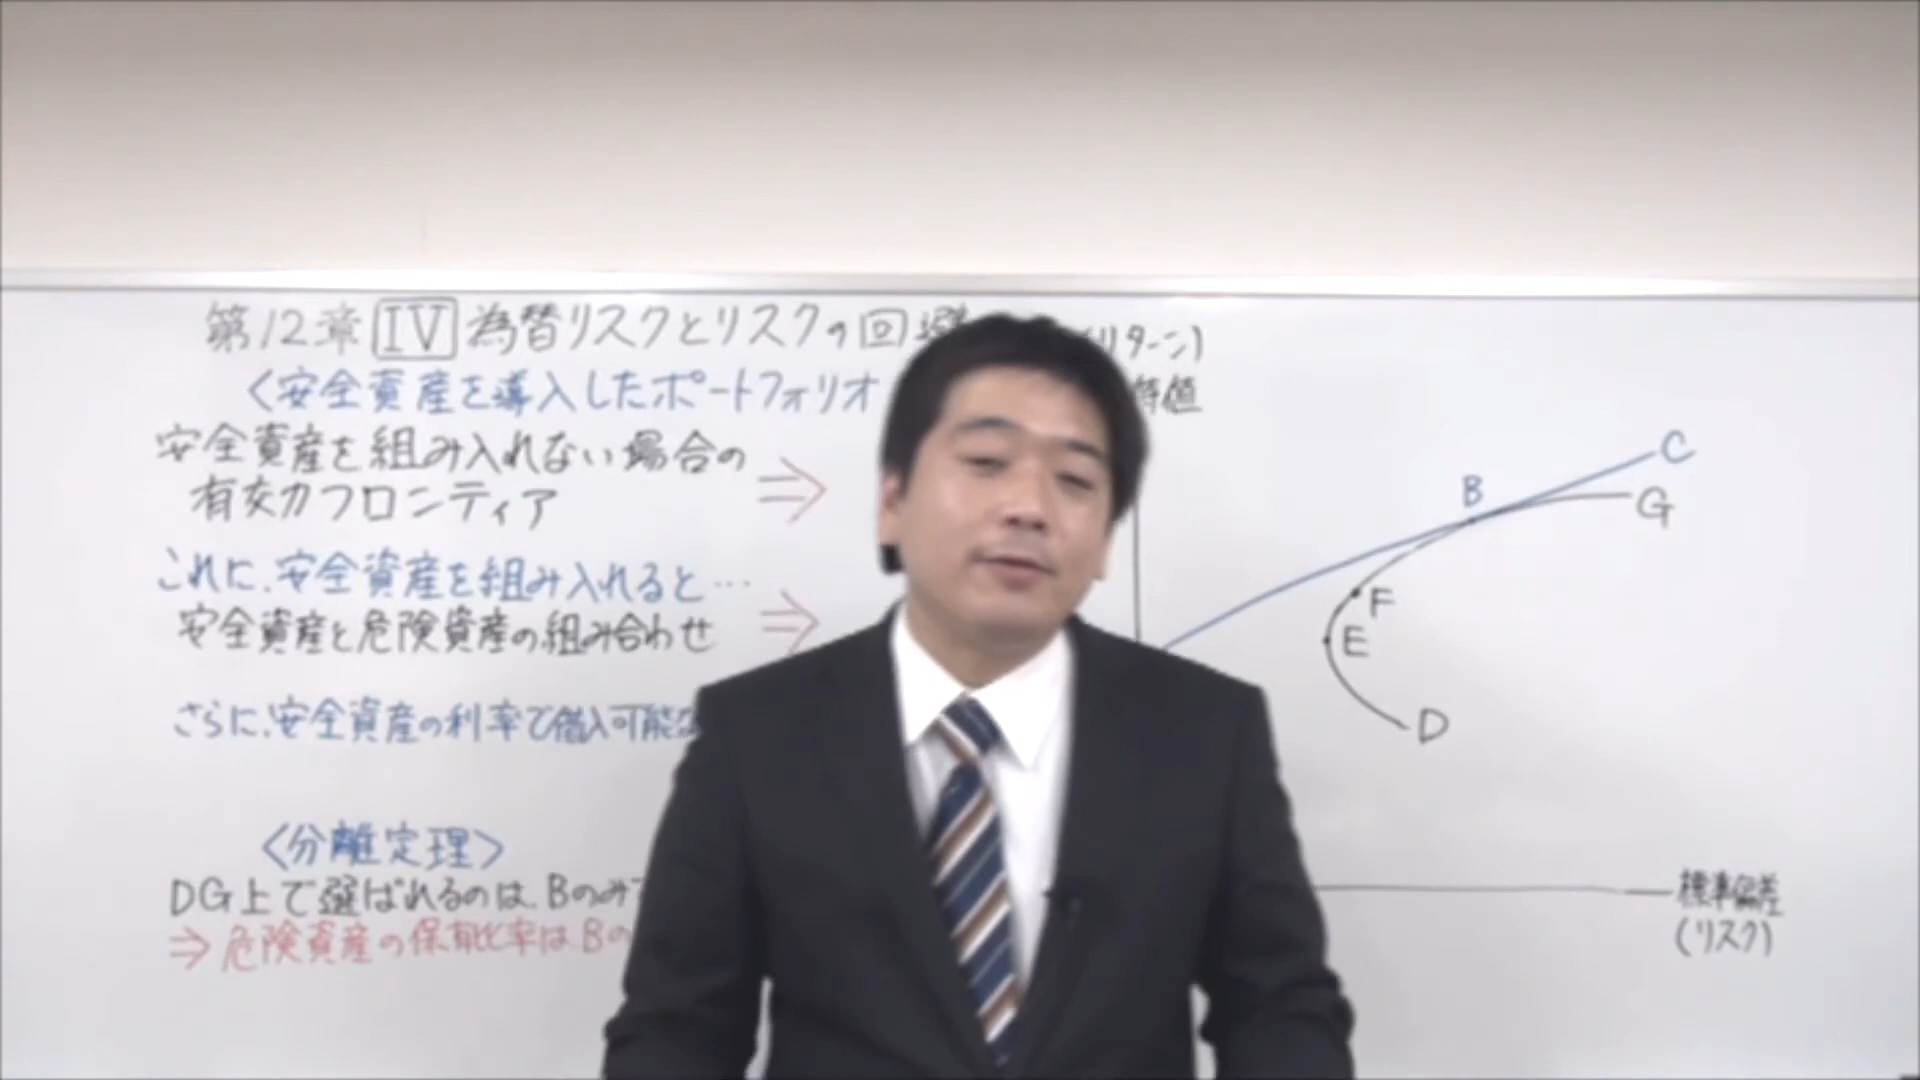 第12章 IV 為替リスクとリスクの回避
<安全資産を導入したポートフォリオ
安全資産を組み入れない場合の
有効フロンティア
⇒
これに、安全資産を組み入れると…
安全資産と危険資産の組み合わせ
⇒
さらに、安全資産の利率で借入可能な
<分離定理>
DG上で選ばれるのは、Bのみ
⇒ 危険資産の保有比率はBの
リターン)
待値
C
B
G
F
E
D
標準偏差
(リスク)